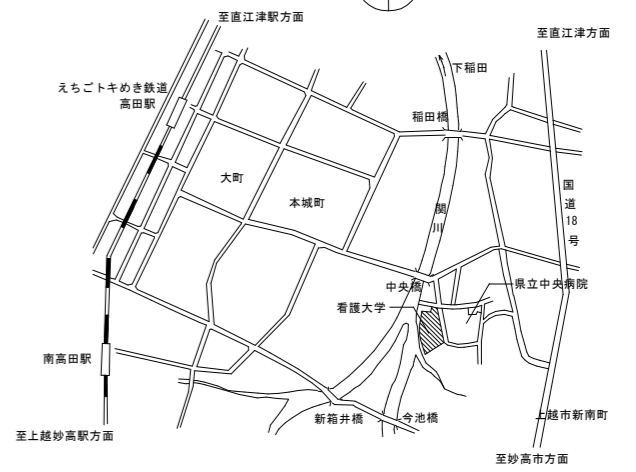 至直江津駅方面
至直江津方面
下稲田
えちごトキめき鉄道
高田駅
稲田橋
大町
本城町
国道18号
関川
中央橋
県立中央病院
看護大学
南高田駅
新箱井橋
今池橋
上越市新南町
至上越妙高駅方面
至妙高市方面